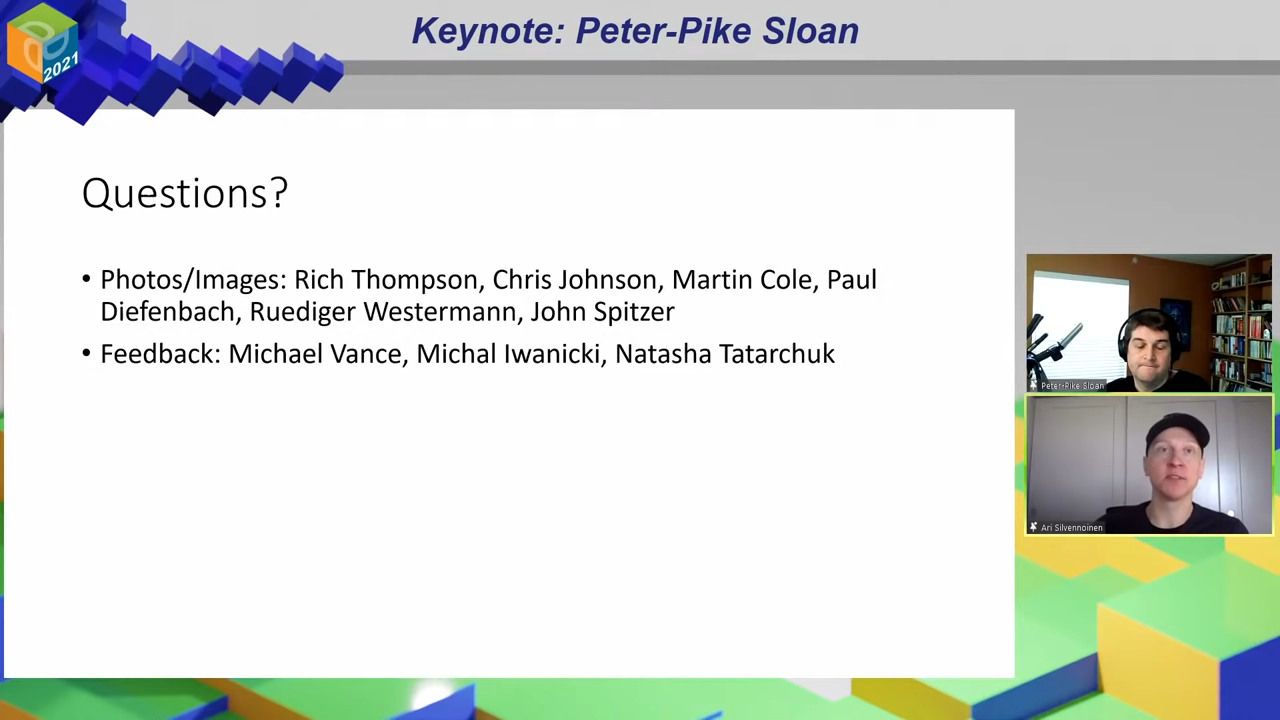 Keynote: Peter-Pike Sloan
2021
Questions?
• Photos/Images: Rich Thompson, Chris Johnson, Martin Cole, Paul
Diefenbach, Ruediger Westermann, John Spitzer
• Feedback: Michael Vance, Michal Iwanicki, Natasha Tatarchuk
Peter-Pike Sloan
Ari Silvennoinen